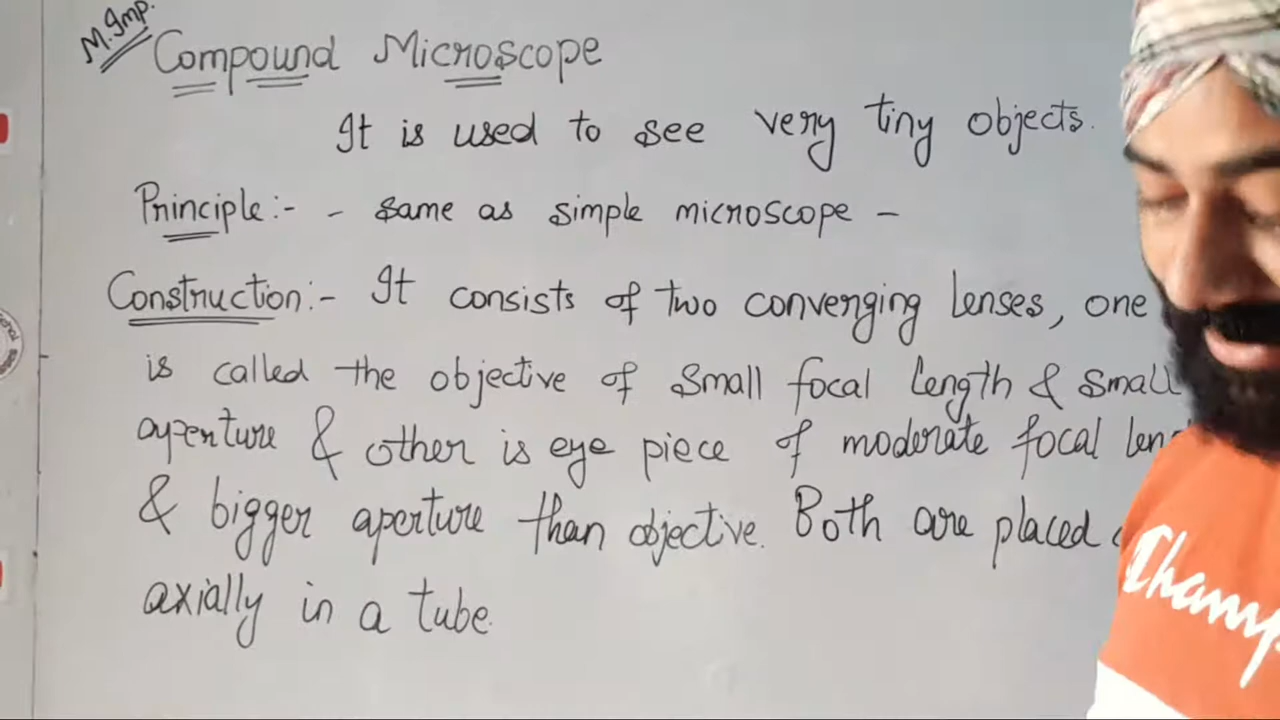 M.Imp.
Compound Microscope
It is used to see very tiny objects.
Principle:- - same as simple microscope -
Construction:- It consists of two converging lenses, one
is called the objective of small focal length & small
aperture & other is eye piece of moderate focal
& bigger aperture than objective. Both are placed
axially in a tube.
Champ